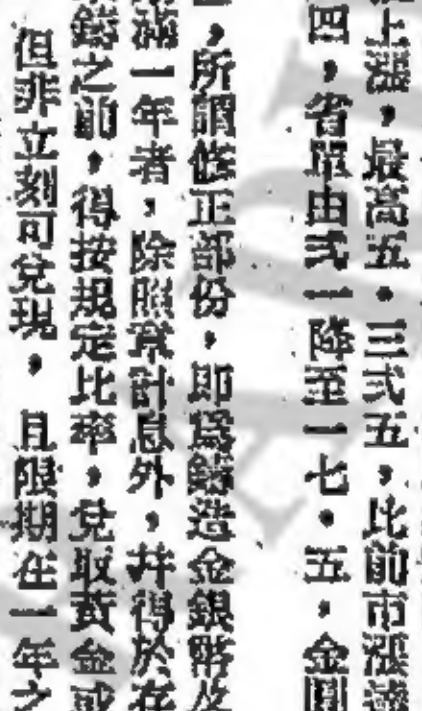 上漲，最高五．三弍五，比前市漲
四，省單由弍一降至一七．五，金圓
，所謂修正部份，即爲鑄造金銀幣及
滿一年者，除照章計息外，幷得於存
錢之前，得按規定比率，兌取黃金或
但非立刻可兌現，且限期在一年之